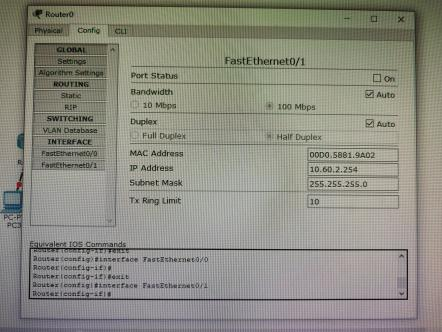 Router0
Physical Config CLI
GLOBAL
Settings
Algorithm Settings
ROUTING
Static
RIP
SWITCHING
VLAN Database
INTERFACE
FastEthernet0/0
FastEthernet0/1
FastEthernet0/1
Port Status On
Bandwidth Auto
10 Mbps 100 Mbps
Duplex Auto
Full Duplex Half Duplex
MAC Address 00D0.5881.9A02
IP Address 10.60.2.254
Subnet Mask 255.255.255.0
Tx Ring Limit 10
Equivalent IOS Commands
Router(config-if)#exit
Router(config)#interface FastEthernet0/0
Router(config-if)#
Router(config-if)#exit
Router(config)#interface FastEthernet0/1
Router(config-if)#